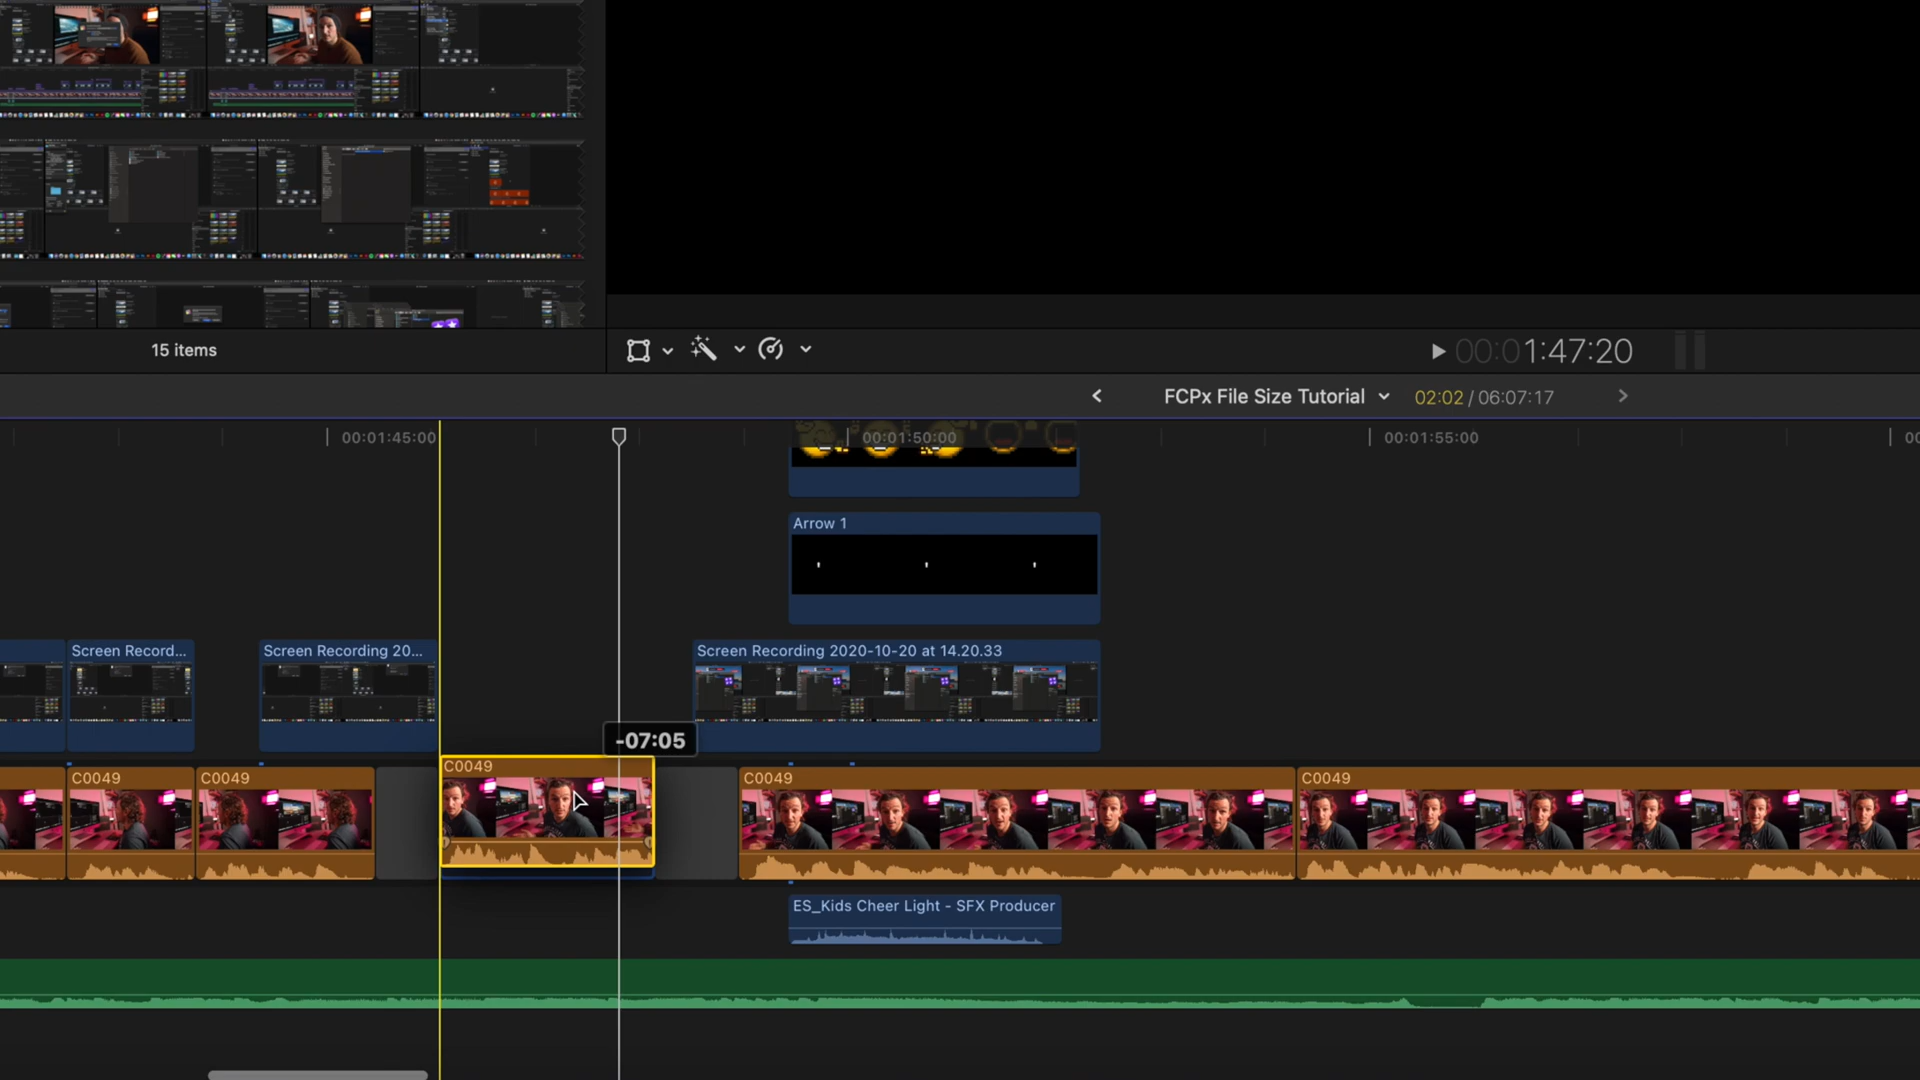 15 items
00:01:47:20
FCPx File Size Tutorial
02:02 / 06:07:17
00:01:45:00
00:01:50:00
00:01:55:00
Arrow 1
Screen Record...
Screen Recording 20...
Screen Recording 2020-10-20 at 14.20.33
-07:05
C0049
C0049
C0049
C0049
C0049
ES_Kids Cheer Light - SFX Producer